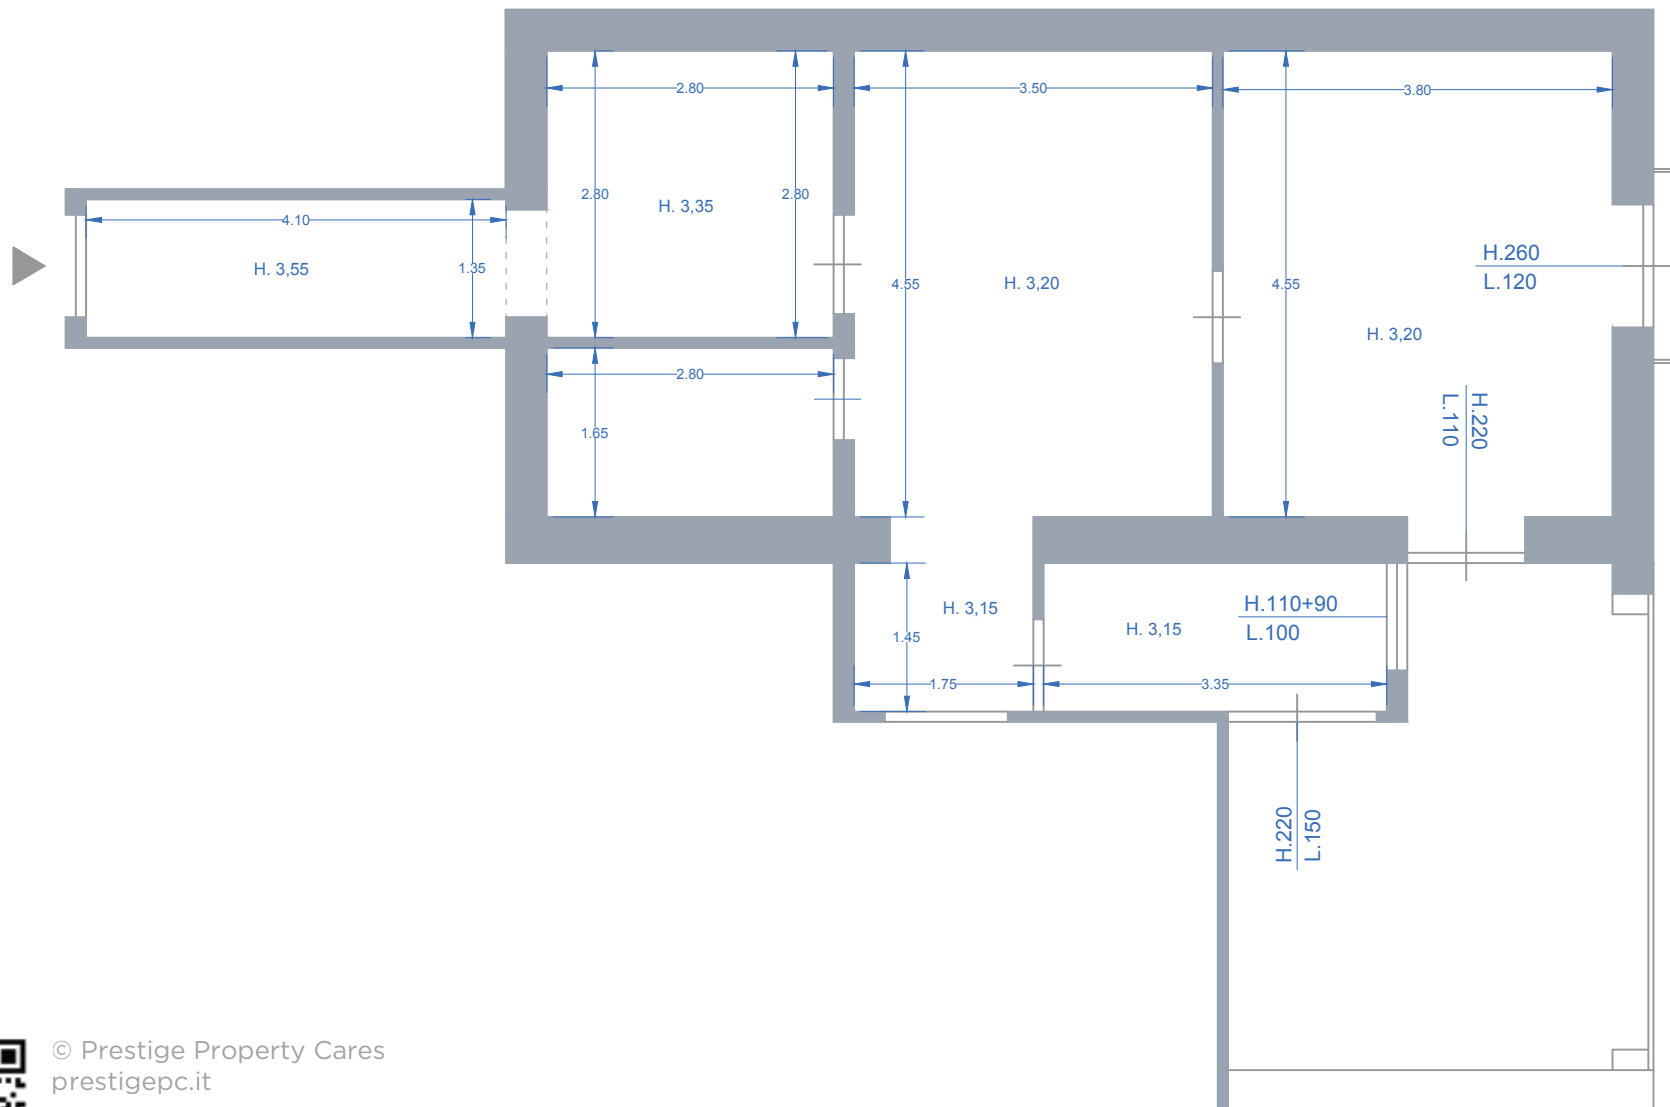 2.80
3.50
3.80
2.80
2.80
H. 3,35
4.10
H. 3,55
1.35
4.55
H. 3,20
4.55
H.260
L.120
H. 3,20
2.80
1.65
H.220
L.110
H. 3,15
1.45
1.75
H. 3,15
H.110+90
L.100
3.35
H.220
L.150
© Prestige Property Cares
prestigepc.it